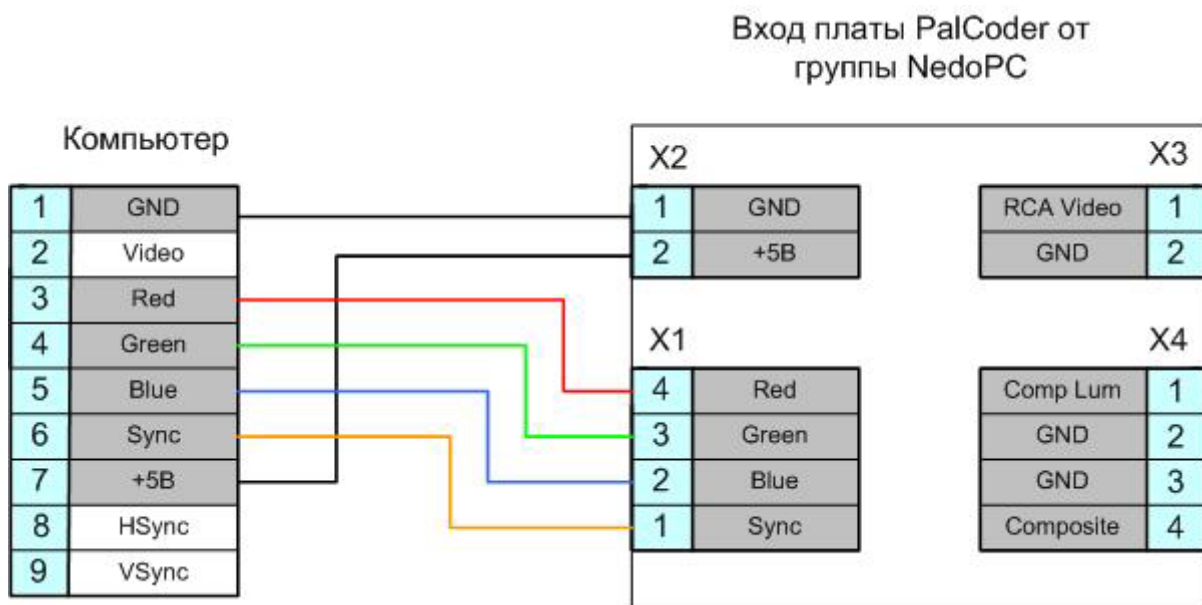 Вход платы PalCoder от
группы NedoPC
Компьютер
1 GND
2 Video
3 Red
4 Green
5 Blue
6 Sync
7 +5В
8 HSync
9 VSync
X2
1 GND
2 +5В
X1
4 Red
3 Green
2 Blue
1 Sync
X3
RCA Video 1
GND 2
X4
Comp Lum 1
GND 2
GND 3
Composite 4